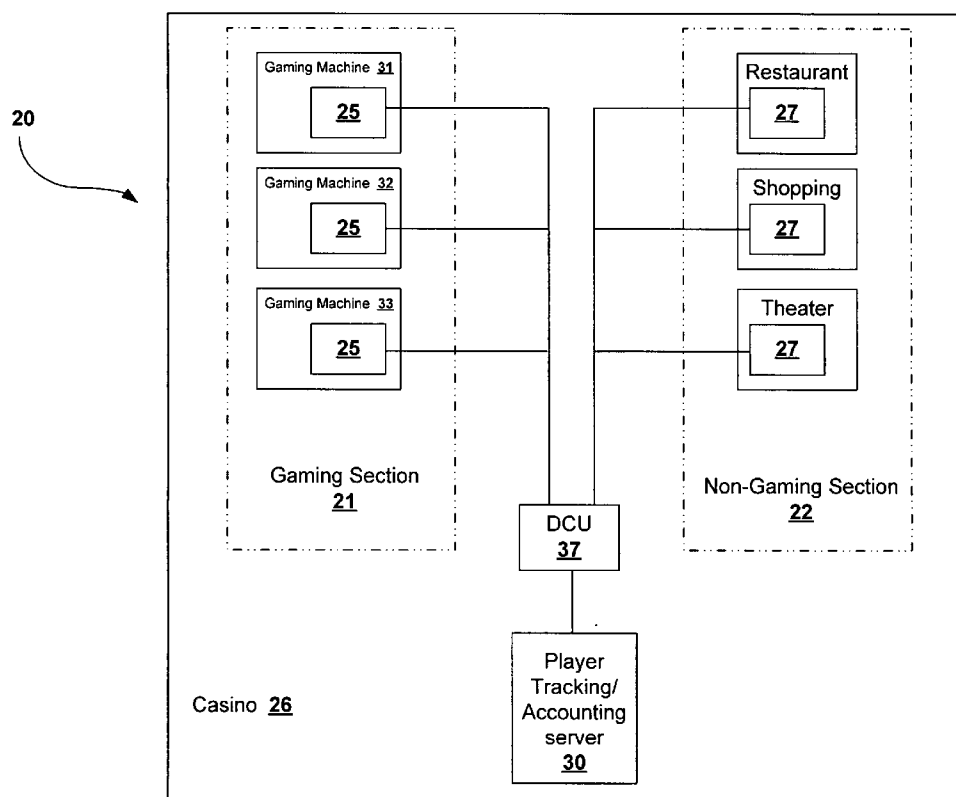 20
Gaming Machine 31
25
Gaming Machine 32
25
Gaming Machine 33
25
Gaming Section
21
Restaurant
27
Shopping
27
Theater
27
Non-Gaming Section
22
DCU
37
Player
Tracking/
Accounting
server
30
Casino 26